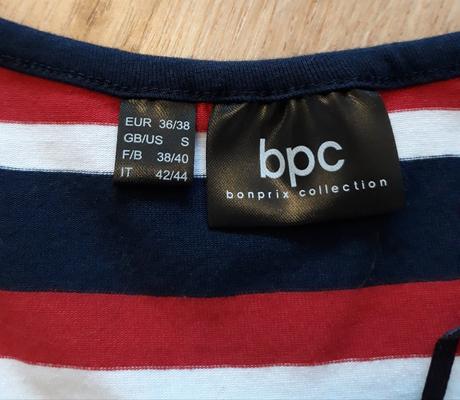 EUR 36/38
GB/US S
F/B 38/40
IT 42/44
bpc
bonprix collection